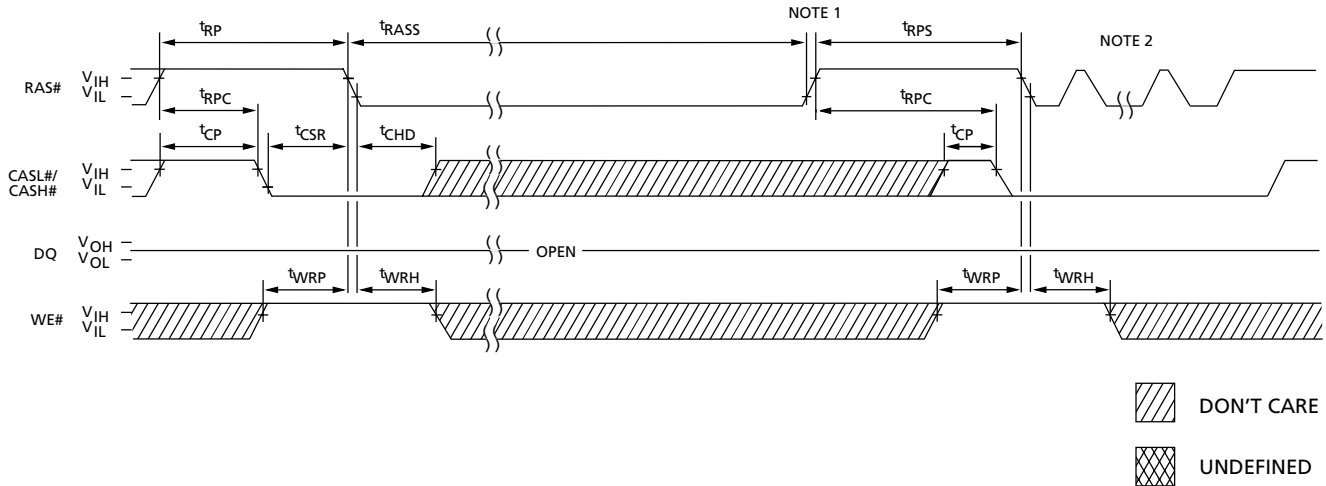 NOTE 1
tRP
tRASS
tRPS
NOTE 2
RAS#
VIH
VIL
tRPC
tRPC
tCP
tCSR
tCHD
tCP
CASL#/
CASH#
VIH
VIL
DQ
VOH
VOL
OPEN
tWRP
tWRH
tWRP
tWRH
WE#
VIH
VIL
DON'T CARE
UNDEFINED